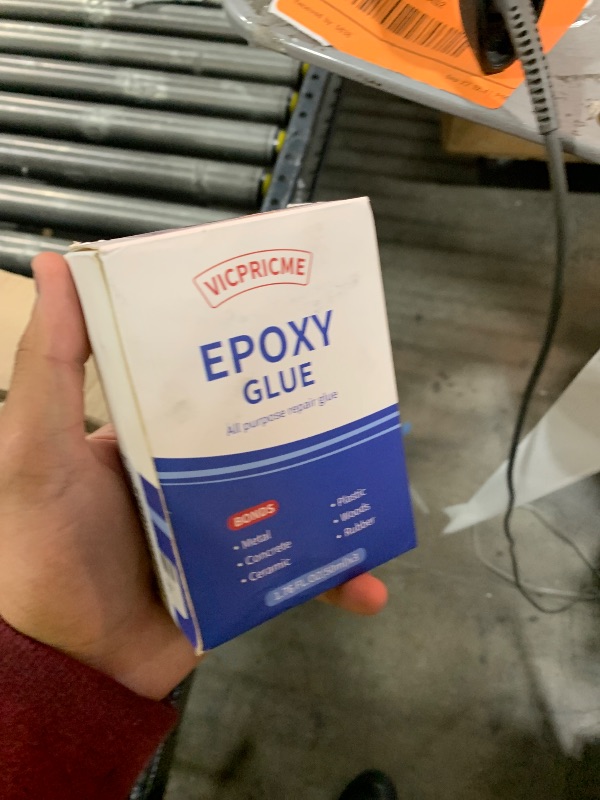 VICPRICME
EPOXY
GLUE
All purpose repair glue
BONDS
• Metal
• Concrete
• Ceramic
• Plastic
• Woods
• Rubber